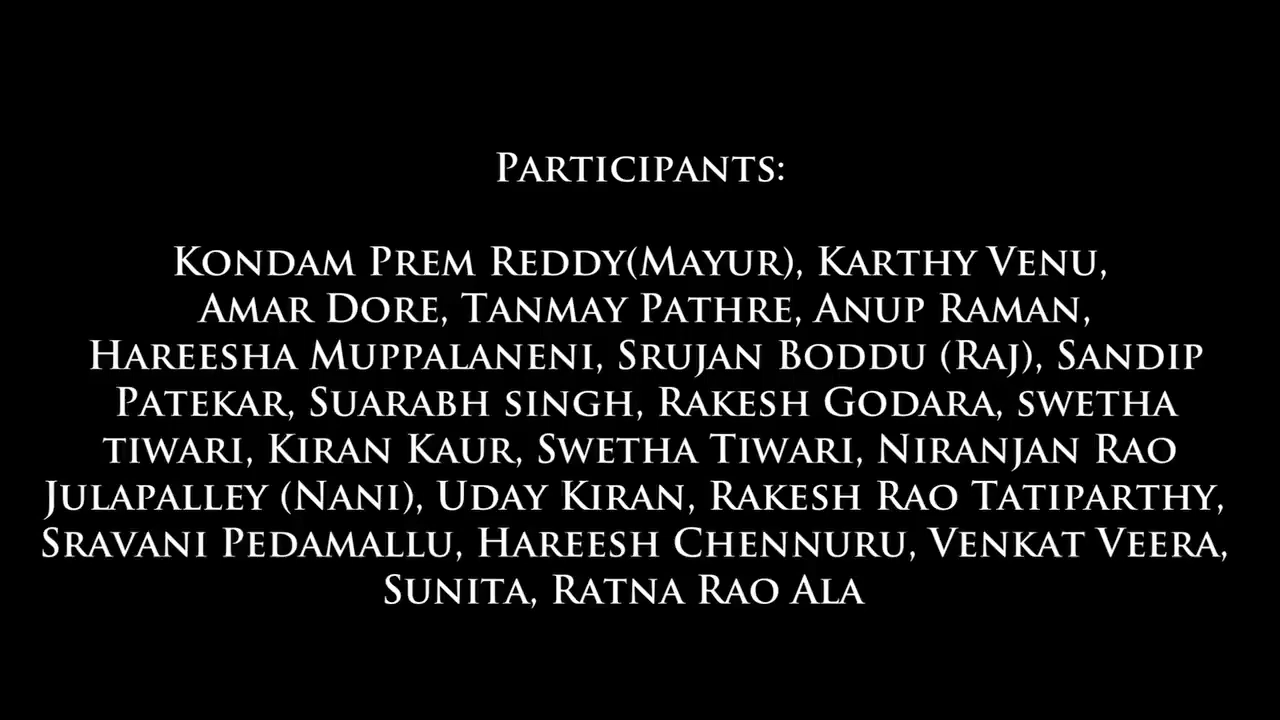 Participants:
Kondam Prem Reddy(Mayur), Karthy Venu,
Amar Dore, Tanmay Pathre, Anup Raman,
Hareesha Muppalaneni, Srujan Boddu (Raj), Sandip
Patekar, Suarabh singh, Rakesh Godara, swetha
tiwari, Kiran Kaur, Swetha Tiwari, Niranjan Rao
Julapalley (Nani), Uday Kiran, Rakesh Rao Tatiparthy,
Sravani Pedamallu, Hareesh Chennuru, Venkat Veera,
Sunita, Ratna Rao Ala